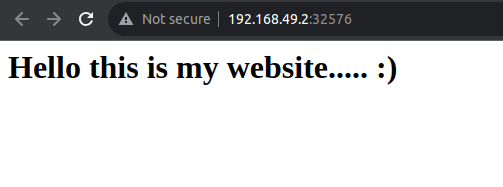 Not secure 192.168.49.2:32576
Hello this is my website..... :)